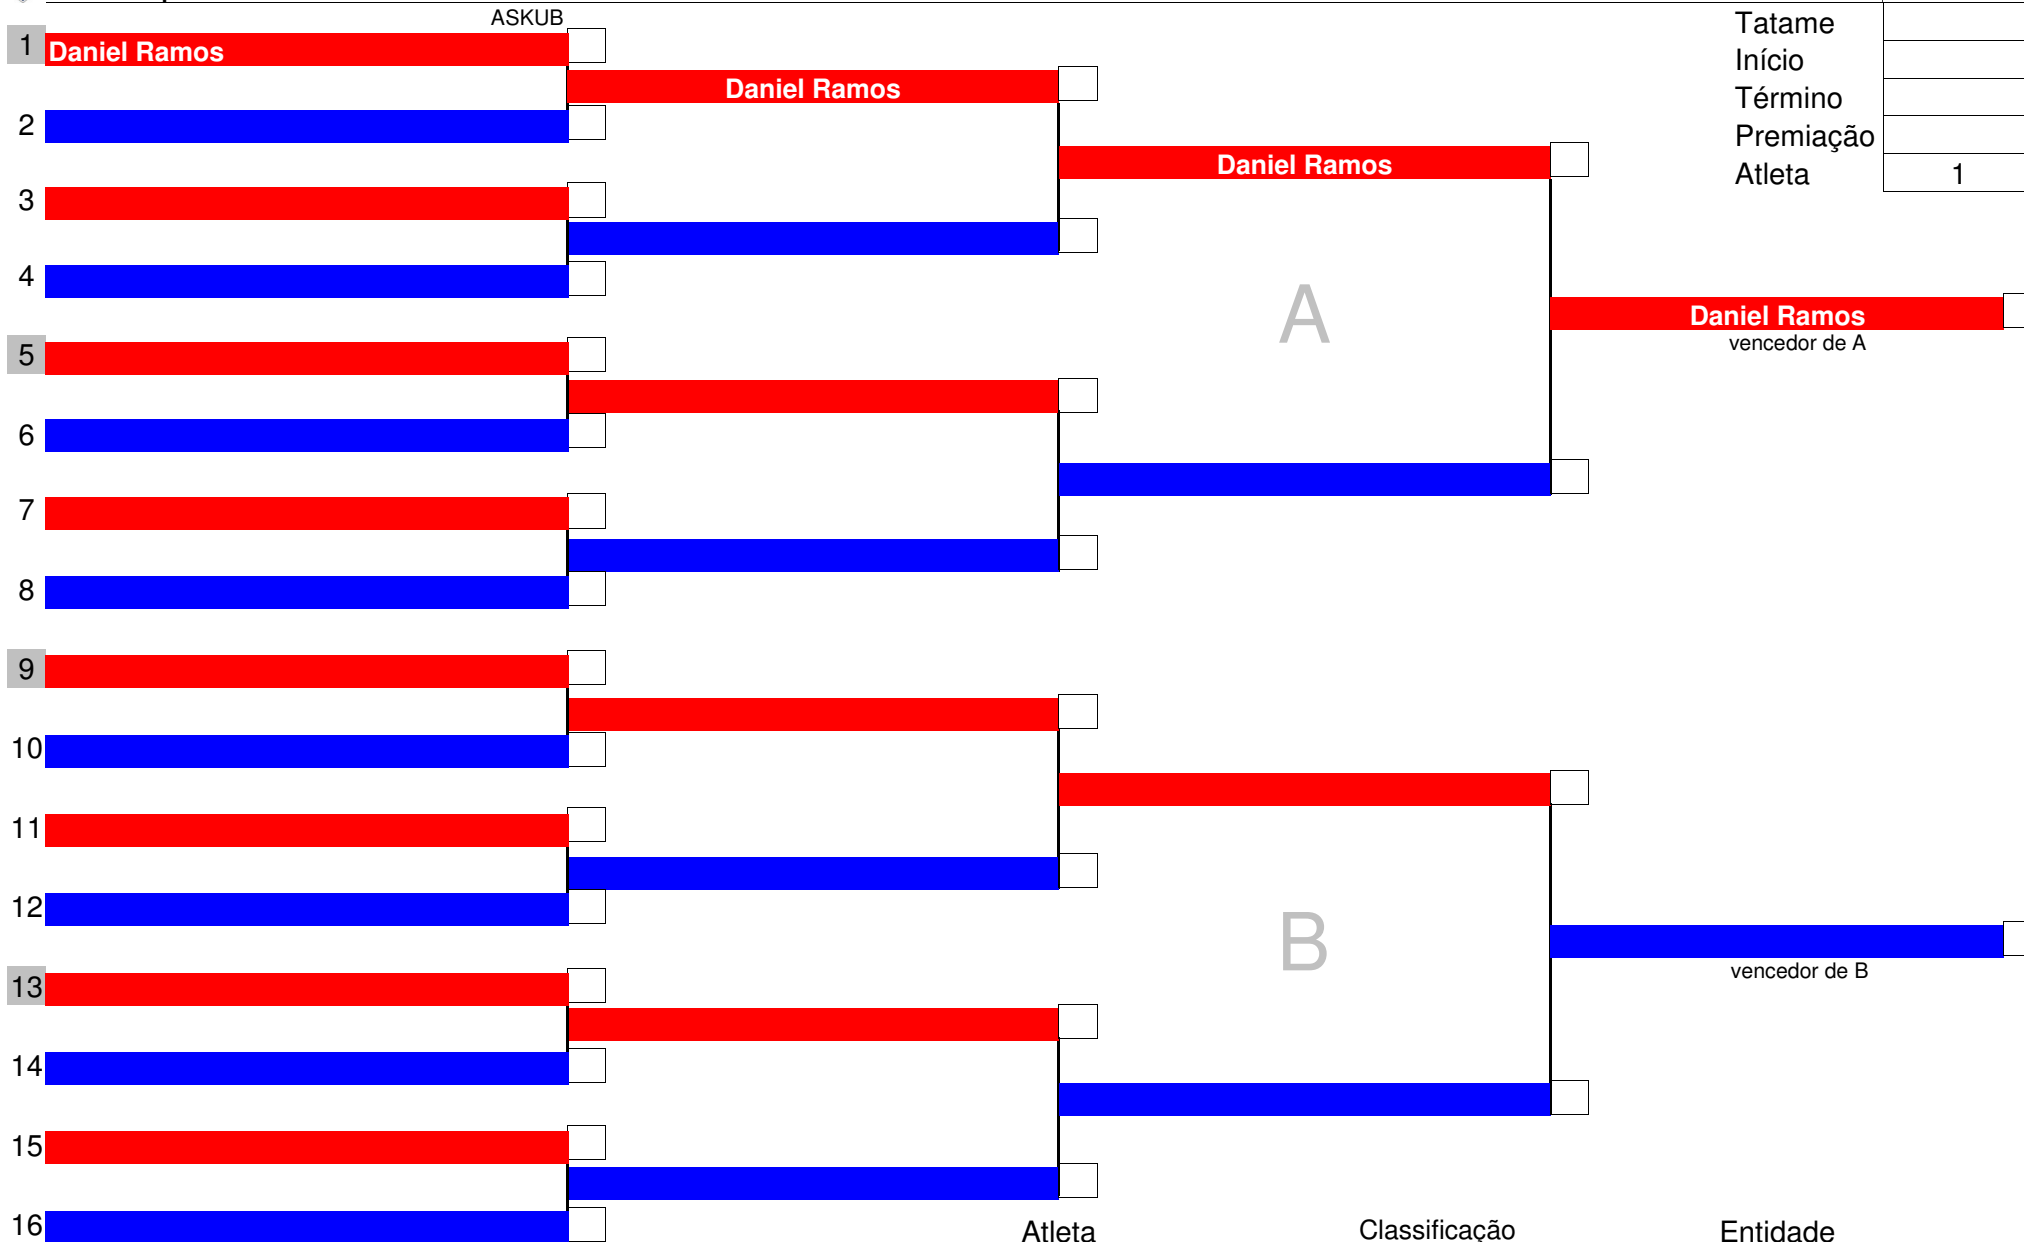 ASKUB
1 Daniel Ramos
Daniel Ramos
2
Daniel Ramos
3
4
Daniel Ramos
vencedor de A
A
5
6
7
8
9
10
11
12
B
vencedor de B
13
14
15
16
Tatame
Início
Término
Premiação
Atleta 1
Atleta Classificação Entidade